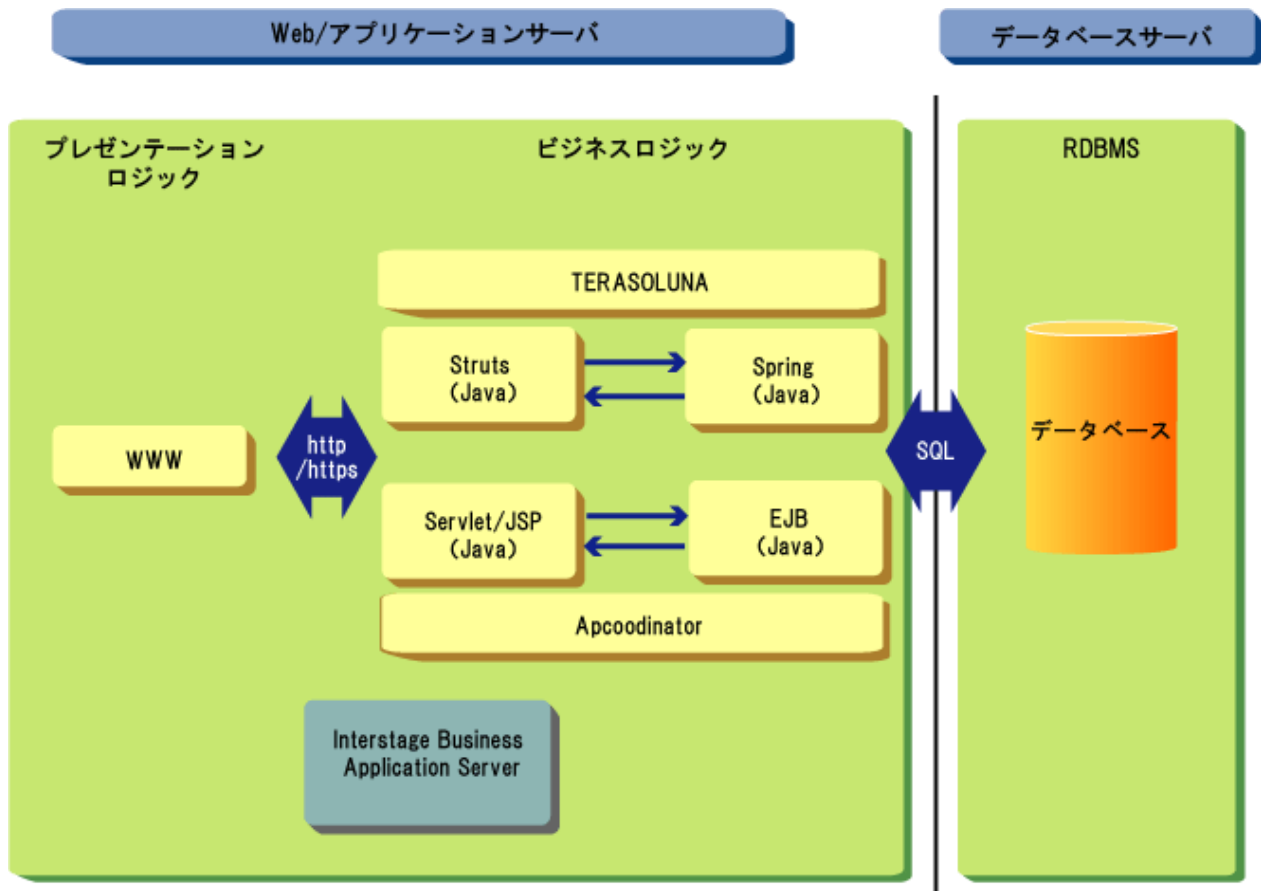 Web/アプリケーションサーバ
データベースサーバ
プレゼンテーション
ロジック
ビジネスロジック
RDBMS
TERASOLUNA
Struts
(Java)
Spring
(Java)
WWW
http
/https
SQL
データベース
Servlet/JSP
(Java)
EJB
(Java)
Apcoodinator
Interstage Business
Application Server